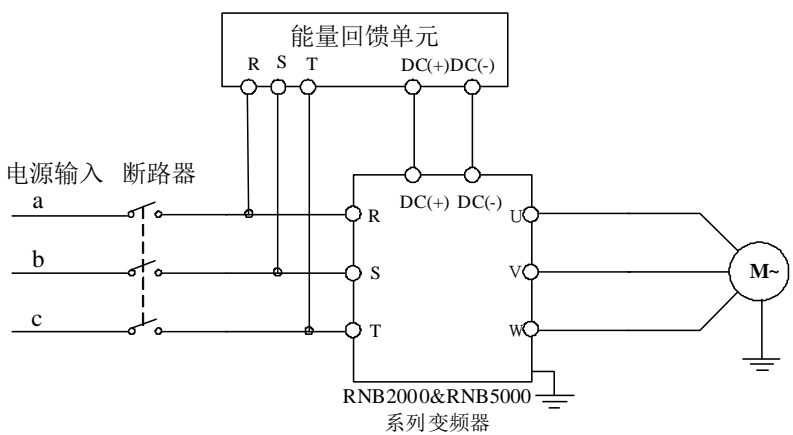 能量回馈单元
R S T DC(+) DC(-)
电源输入 断路器
a
b
c
DC(+) DC(-)
R
S
T
U
V
W
M~
RNB2000&RNB5000
系列变频器